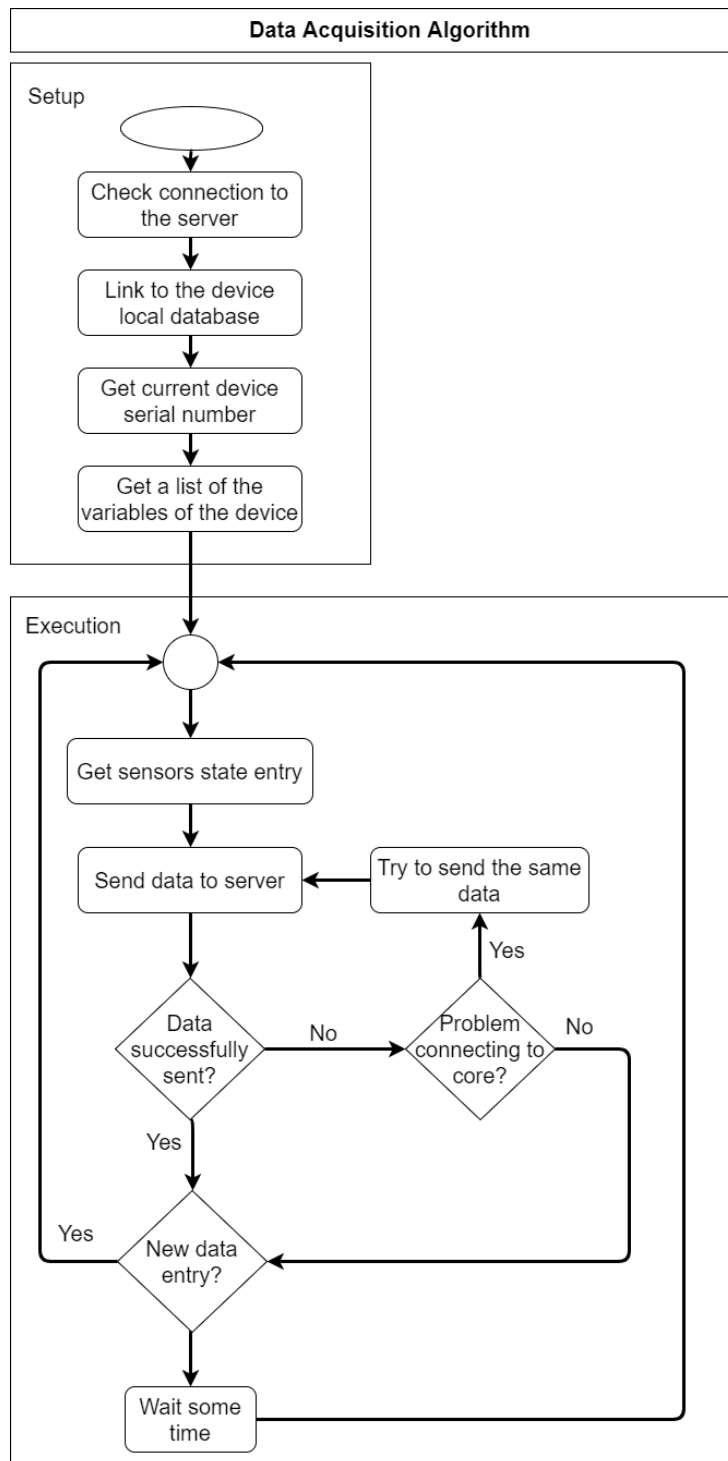 Data Acquisition Algorithm
Setup
Check connection to
the server
Link to the device
local database
Get current device
serial number
Get a list of the
variables of the device
Execution
Get sensors state entry
Send data to server
Try to send the same
data
Yes
Data
successfully
sent?
No
Problem
connecting to
core?
No
Yes
Yes
New data
entry?
Wait some
time